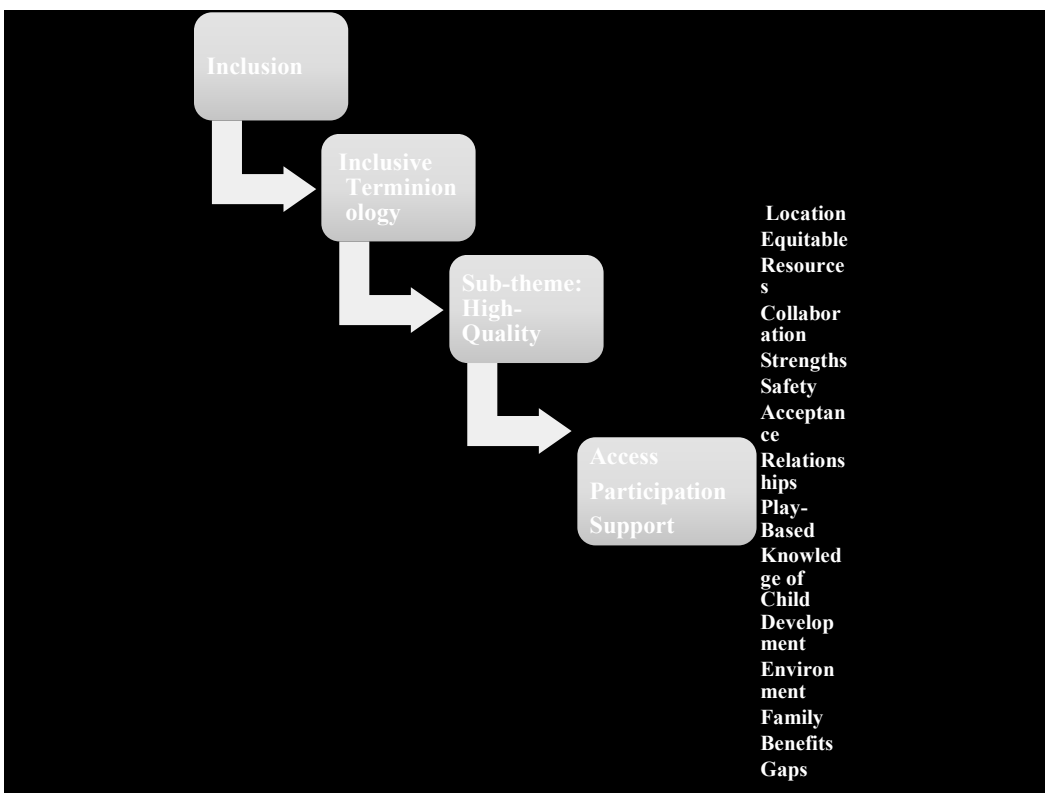 Inclusion
Inclusive
Terminion
ology
Sub-theme:
High-
Quality
Access
Participation
Support
Location
Equitable
Resource
s
Collabor
ation
Strengths
Safety
Acceptan
ce
Relations
hips
Play-
Based
Knowled
ge of
Child
Develop
ment
Environ
ment
Family
Benefits
Gaps